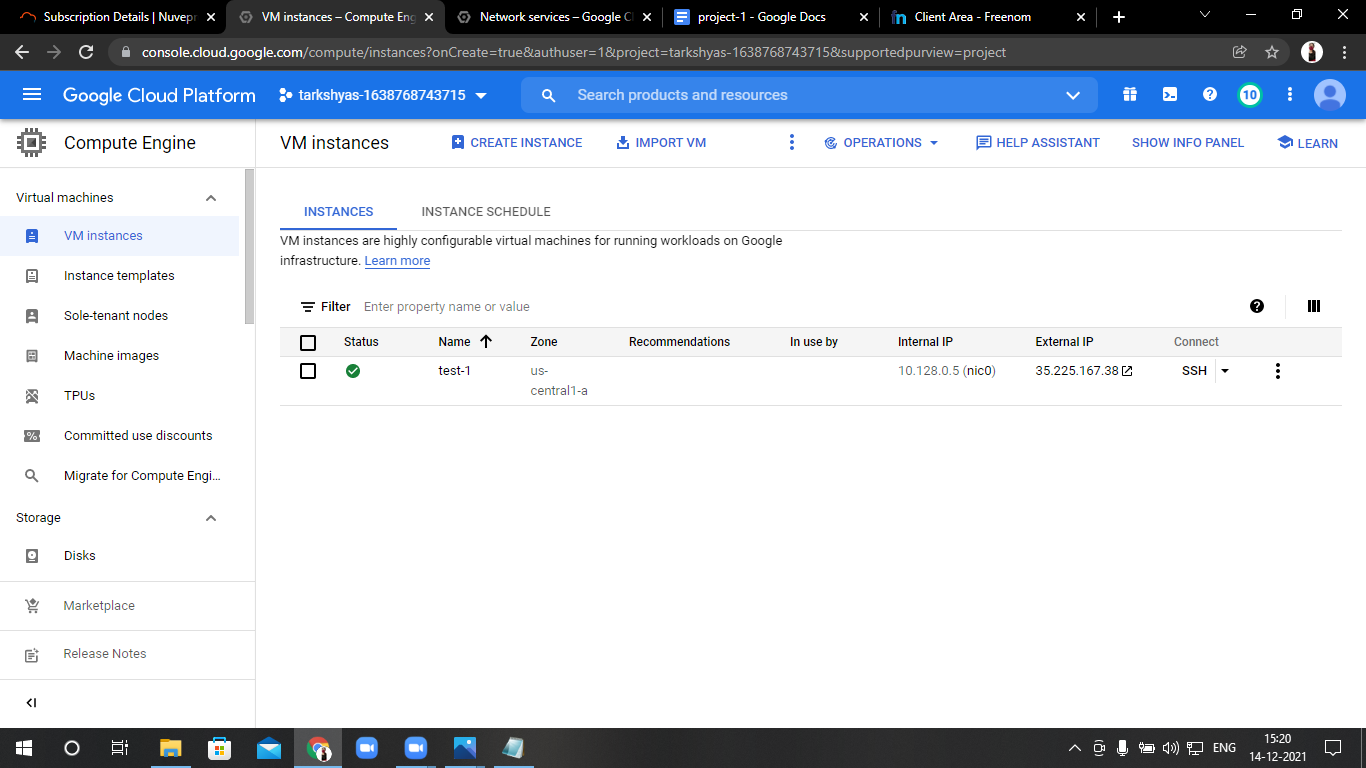 Subscription Details | Nuvepr
VM instances – Compute Eng
Network services – Google Cl
project-1 - Google Docs
Client Area - Freenom
console.cloud.google.com/compute/instances?onCreate=true&authuser=1&project=tarkshyas-1638768743715&supportedpurview=project
Google Cloud Platform
tarkshyas-1638768743715
Search products and resources
10
Compute Engine
VM instances
CREATE INSTANCE
IMPORT VM
OPERATIONS
HELP ASSISTANT
SHOW INFO PANEL
LEARN
Virtual machines
VM instances
Instance templates
Sole-tenant nodes
Machine images
TPUs
Committed use discounts
Migrate for Compute Engi...
Storage
Disks
Marketplace
Release Notes
INSTANCES
INSTANCE SCHEDULE
VM instances are highly configurable virtual machines for running workloads on Google
infrastructure. Learn more
Filter Enter property name or value
Status Name Zone Recommendations In use by Internal IP External IP Connect
test-1 us- 10.128.0.5 (nic0) 35.225.167.38 SSH
central1-a
ENG
15:20
14-12-2021